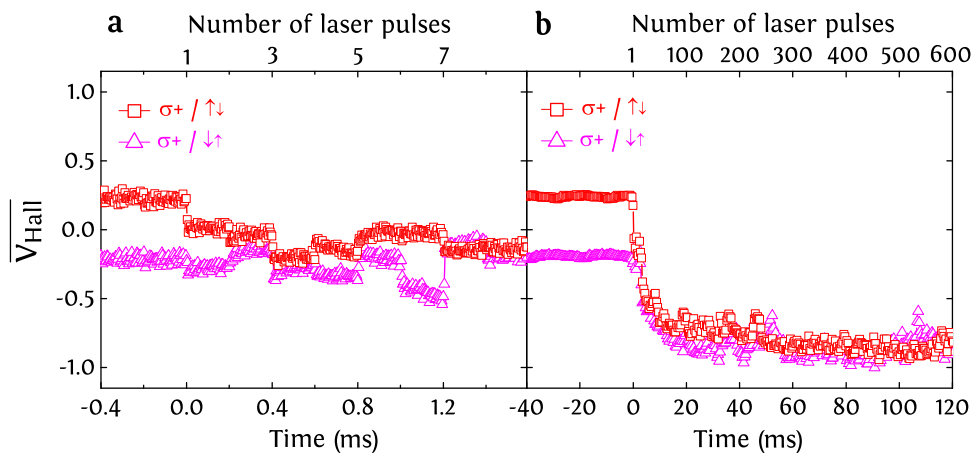 a
Number of laser pulses
b
Number of laser pulses
1 3 5 7
1 100 200 300 400 500 600
1.0
0.5
0.0
-0.5
-1.0
V_Hall
σ+ / ↑↓
σ+ / ↓↑
σ+ / ↑↓
σ+ / ↓↑
-0.4 0.0 0.4 0.8 1.2
-40 -20 0 20 40 60 80 100 120
Time (ms)
Time (ms)